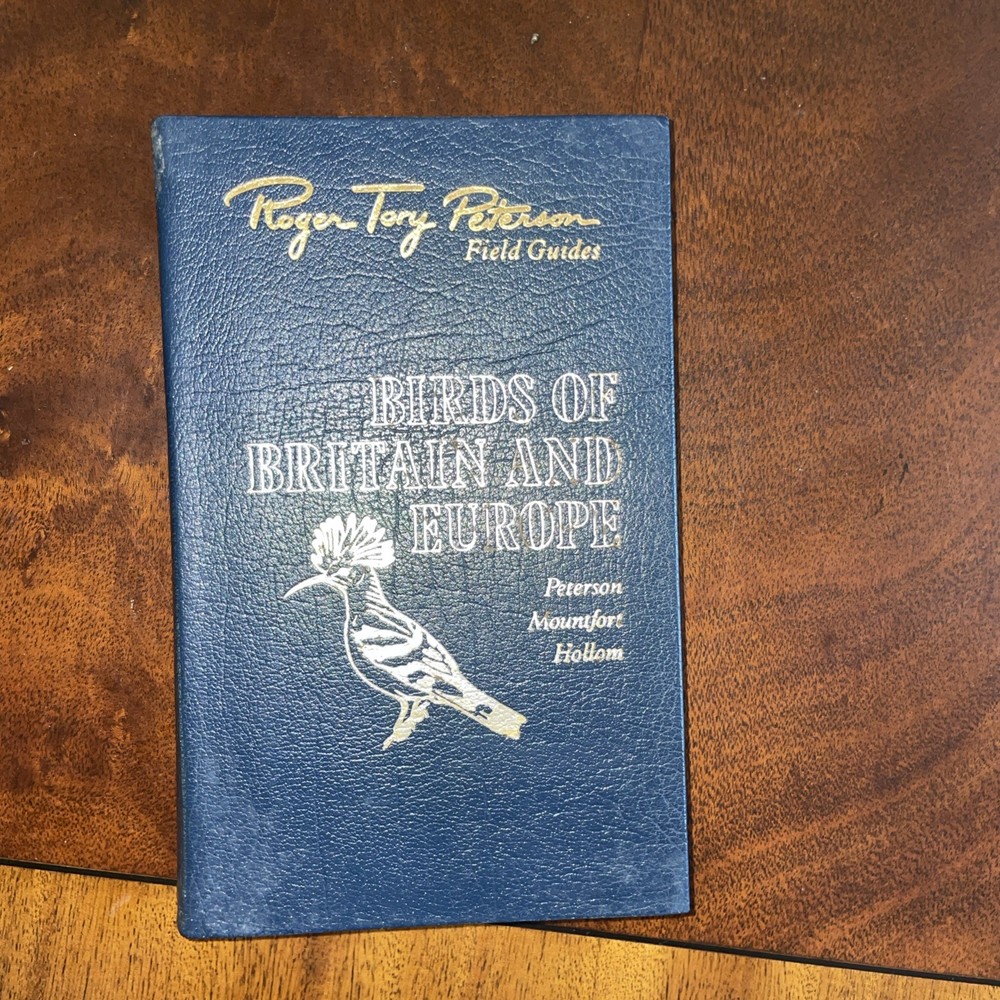 Roger Tory Peterson
Field Guides
BIRDS OF
BRITAIN AND
EUROPE
Peterson
Mountfort
Hollom